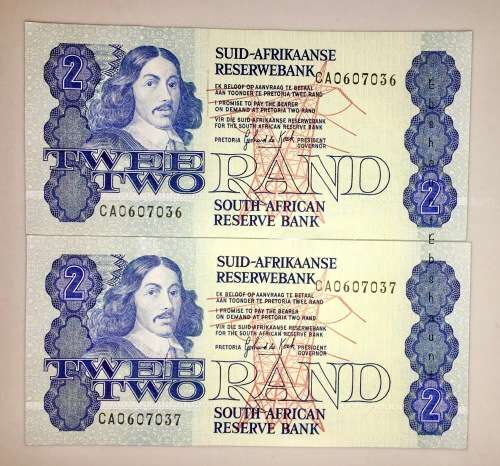 2
SUID-AFRIKAANSE
RESERWEBANK
CA0607036
EK BELOOF OP AANVRAAG TE BETAAL
AAN TOONDER TE PRETORIA TWEE RAND
I PROMISE TO PAY THE BEARER
ON DEMAND AT PRETORIA TWO RAND
VIR DIE SUID-AFRIKAANSE RESERWEBANK
FOR THE SOUTH AFRICAN RESERVE BANK
PRETORIA PRESIDENT
GOVERNOR
TWEE
TWO
RAND
2
CA0607036
SOUTH AFRICAN
RESERVE BANK
2
SUID-AFRIKAANSE
RESERWEBANK
CA0607037
EK BELOOF OP AANVRAAG TE BETAAL
AAN TOONDER TE PRETORIA TWEE RAND
I PROMISE TO PAY THE BEARER
ON DEMAND AT PRETORIA TWO RAND
VIR DIE SUID-AFRIKAANSE RESERWEBANK
FOR THE SOUTH AFRICAN RESERVE BANK
PRETORIA PRESIDENT
GOVERNOR
TWEE
TWO
RAND
2
CA0607037
SOUTH AFRICAN
RESERVE BANK